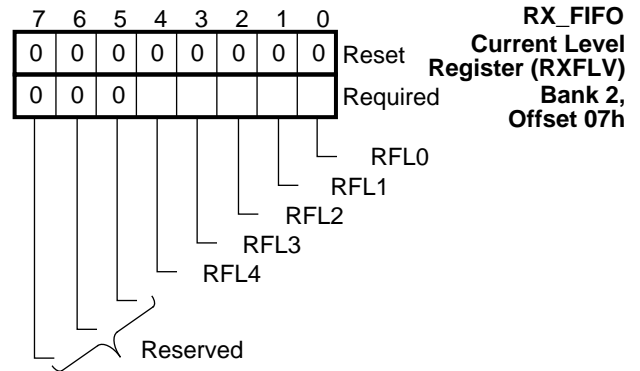 7 6 5 4 3 2 1 0
0 0 0 0 0 0 0 0 Reset
0 0 0 Required
RX_FIFO
Current Level
Register (RXFLV)
Bank 2,
Offset 07h
RFL0
RFL1
RFL2
RFL3
RFL4
Reserved